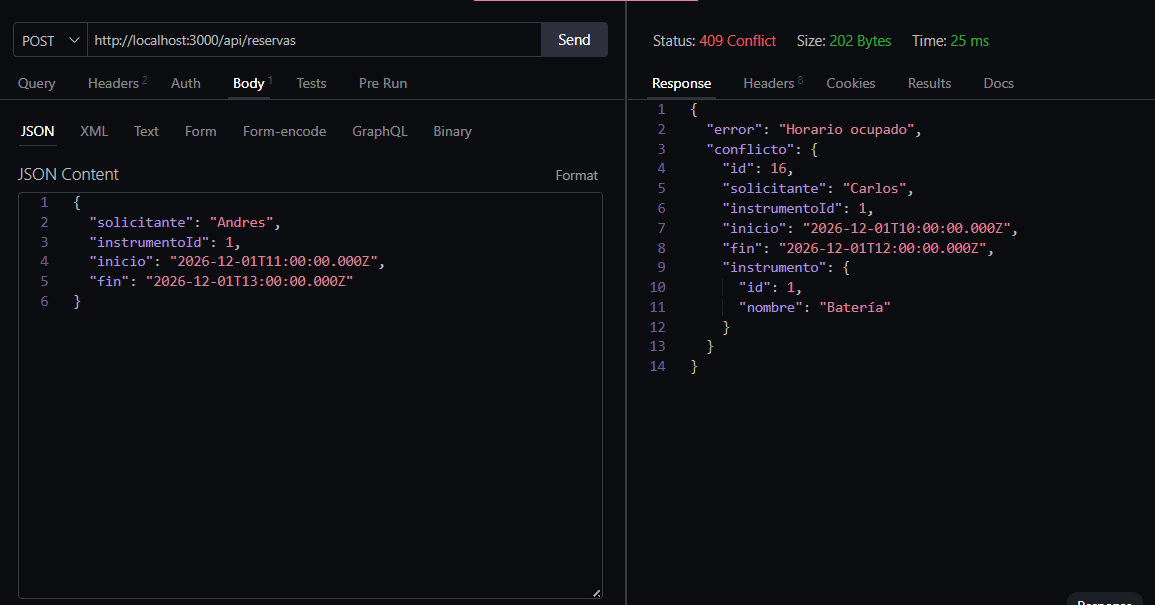 POST http://localhost:3000/api/reservas Send
Query Headers 2 Auth Body 1 Tests Pre Run
JSON XML Text Form Form-encode GraphQL Binary
JSON Content Format
1 {
2 "solicitante": "Andres",
3 "instrumentoId": 1,
4 "inicio": "2026-12-01T11:00:00.000Z",
5 "fin": "2026-12-01T13:00:00.000Z"
6 }
Status: 409 Conflict Size: 202 Bytes Time: 25 ms
Response Headers 8 Cookies Results Docs
1 {
2 "error": "Horario ocupado",
3 "conflicto": {
4 "id": 16,
5 "solicitante": "Carlos",
6 "instrumentoId": 1,
7 "inicio": "2026-12-01T10:00:00.000Z",
8 "fin": "2026-12-01T12:00:00.000Z",
9 "instrumento": {
10 "id": 1,
11 "nombre": "Batería"
12 }
13 }
14 }
Response